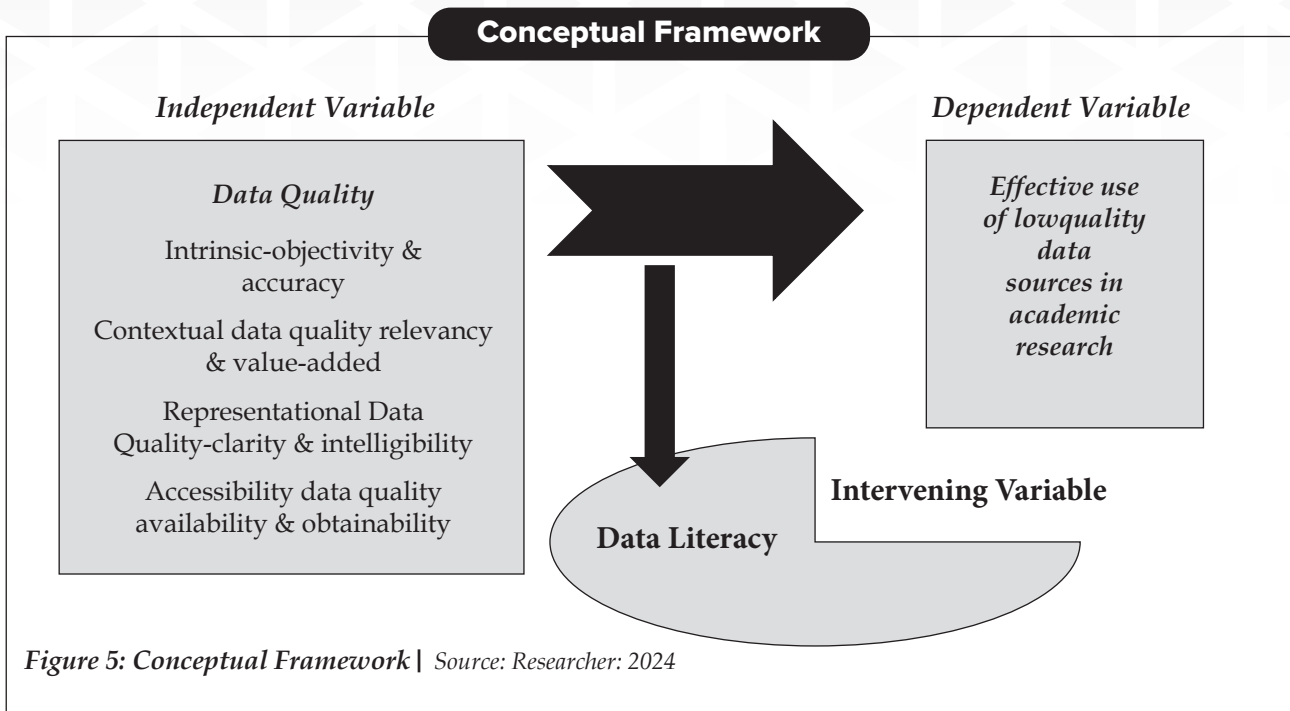 Conceptual Framework
Independent Variable
Data Quality
Intrinsic-objectivity &
accuracy
Contextual data quality relevancy
& value-added
Representational Data
Quality-clarity & intelligibility
Accessibility data quality
availability & obtainability
Dependent Variable
Effective use
of lowquality
data
sources in
academic
research
Intervening Variable
Data Literacy
Figure 5: Conceptual Framework | Source: Researcher: 2024